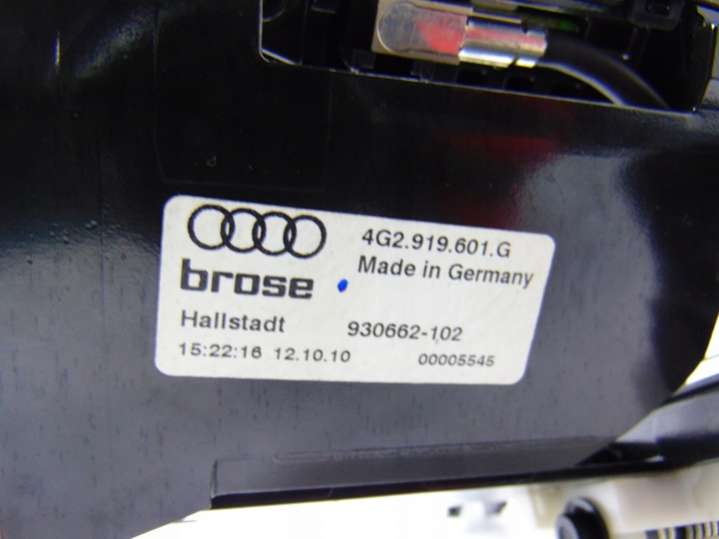 4G2.919.601.G
Made in Germany
brose
Hallstadt 930662-102
15:22:16 12.10.10 00005545